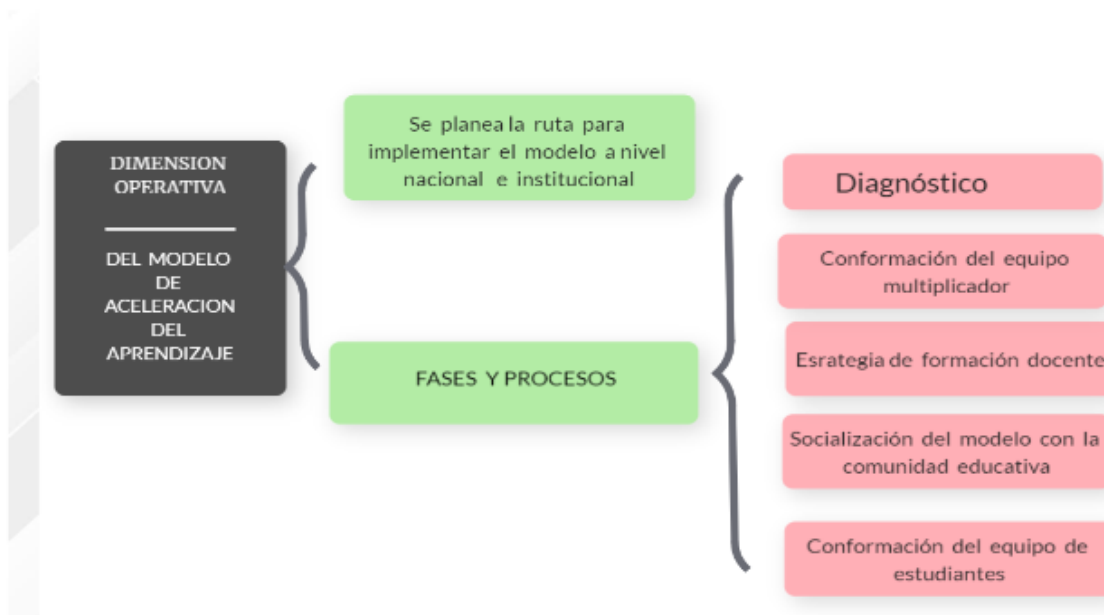 DIMENSION
OPERATIVA
DEL MODELO
DE
ACELERACION
DEL
APRENDIZAJE
Se planea la ruta para
implementar el modelo a nivel
nacional e institucional
FASES Y PROCESOS
Diagnóstico
Conformación del equipo
multiplicador
Esrategia de formación docente
Socialización del modelo con la
comunidad educativa
Conformación del equipo de
estudiantes